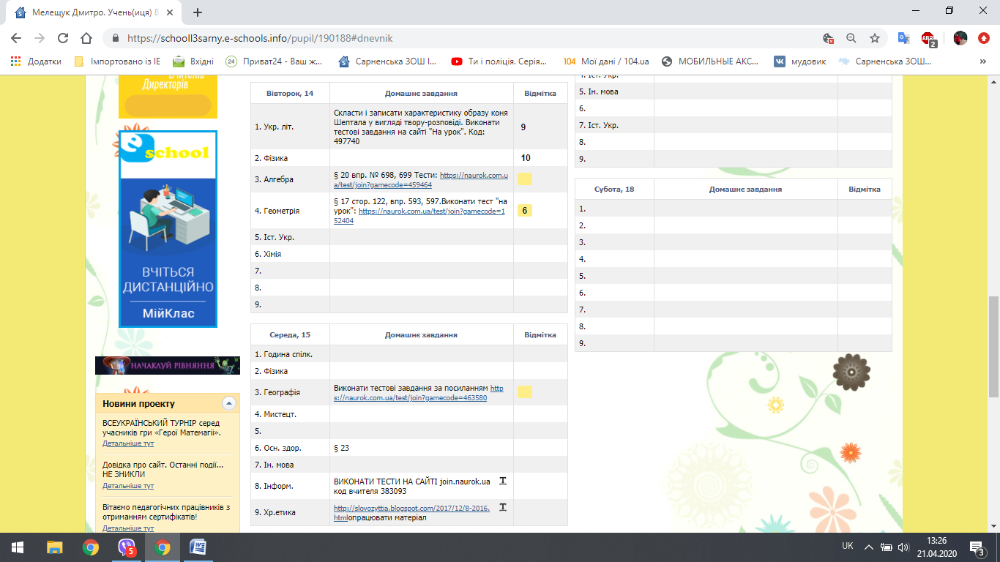 Мелещук Дмитро. Учень(иця) 8
https://schooll3sarny.e-schools.info/pupil/190188#dnevnik
2
Додатки
Імпортовано із IE
Вхідні
24
Приват24 - Ваш ж...
Сарненська ЗОШ І...
Ти і поліція. Серія...
104
Мої дані / 104.ua
МОБИЛЬНЫЕ АКС...
мудовик
Сарненська ЗОШ...
»
Директорів
e
school
ВЧІТЬСЯ
ДИСТАНЦІЙНО
МійКлас
НАЧАКЛУЙ РІВНЯННЯ
Новини проекту
ВСЕУКРАЇНСЬКИЙ ТУРНІР серед
учасників гри «Герої Матемагії».
Детальніше тут
Довідка про сайт. Останні події...
НЕ ЗНИКЛИ
Детальніше тут
Вітаємо педагогічних працівників з
отриманням сертифікатів!
Детальніше тут
Вівторок, 14 Домашнє завдання Відмітка
1. Укр. літ.
Скласти і записати характеристику образу коня
Шептала у вигляді твору-розповіді. Виконати
тестові завдання на сайті "На урок". Код:
497740
9
2. Фізика 10
3. Алгебра
§ 20 впр. № 698, 699 Тести: https://naurok.com.u
a/test/join?gamecode=459464
4. Геометрія
§ 17 стор. 122, впр. 593, 597.Виконати тест "на
урок": https://naurok.com.ua/test/join?gamecode=1
52404
6
5. Іст. Укр.
6. Хімія
7.
8.
9.
Середа, 15 Домашнє завдання Відмітка
1. Година спілк.
2. Фізика
3. Географія
Виконати тестові завдання за посиланням http
s://naurok.com.ua/test/join?gamecode=463580
4. Мистецт.
5.
6. Осн. здор. § 23
7. Ін. мова
8. Інформ.
ВИКОНАТИ ТЕСТИ НА САЙТІ join.naurok.ua
код вчителя 383093
9. Хр.етика
http://slovozyttia.blogspot.com/2017/12/8-2016.
htmlопрацювати матеріал
4. Іст. Укр.
5. Ін. мова
6.
7. Іст. Укр.
8.
9.
Субота, 18 Домашнє завдання Відмітка
1.
2.
3.
4.
5.
6.
7.
8.
9.
5
UK
13:26
21.04.2020
3